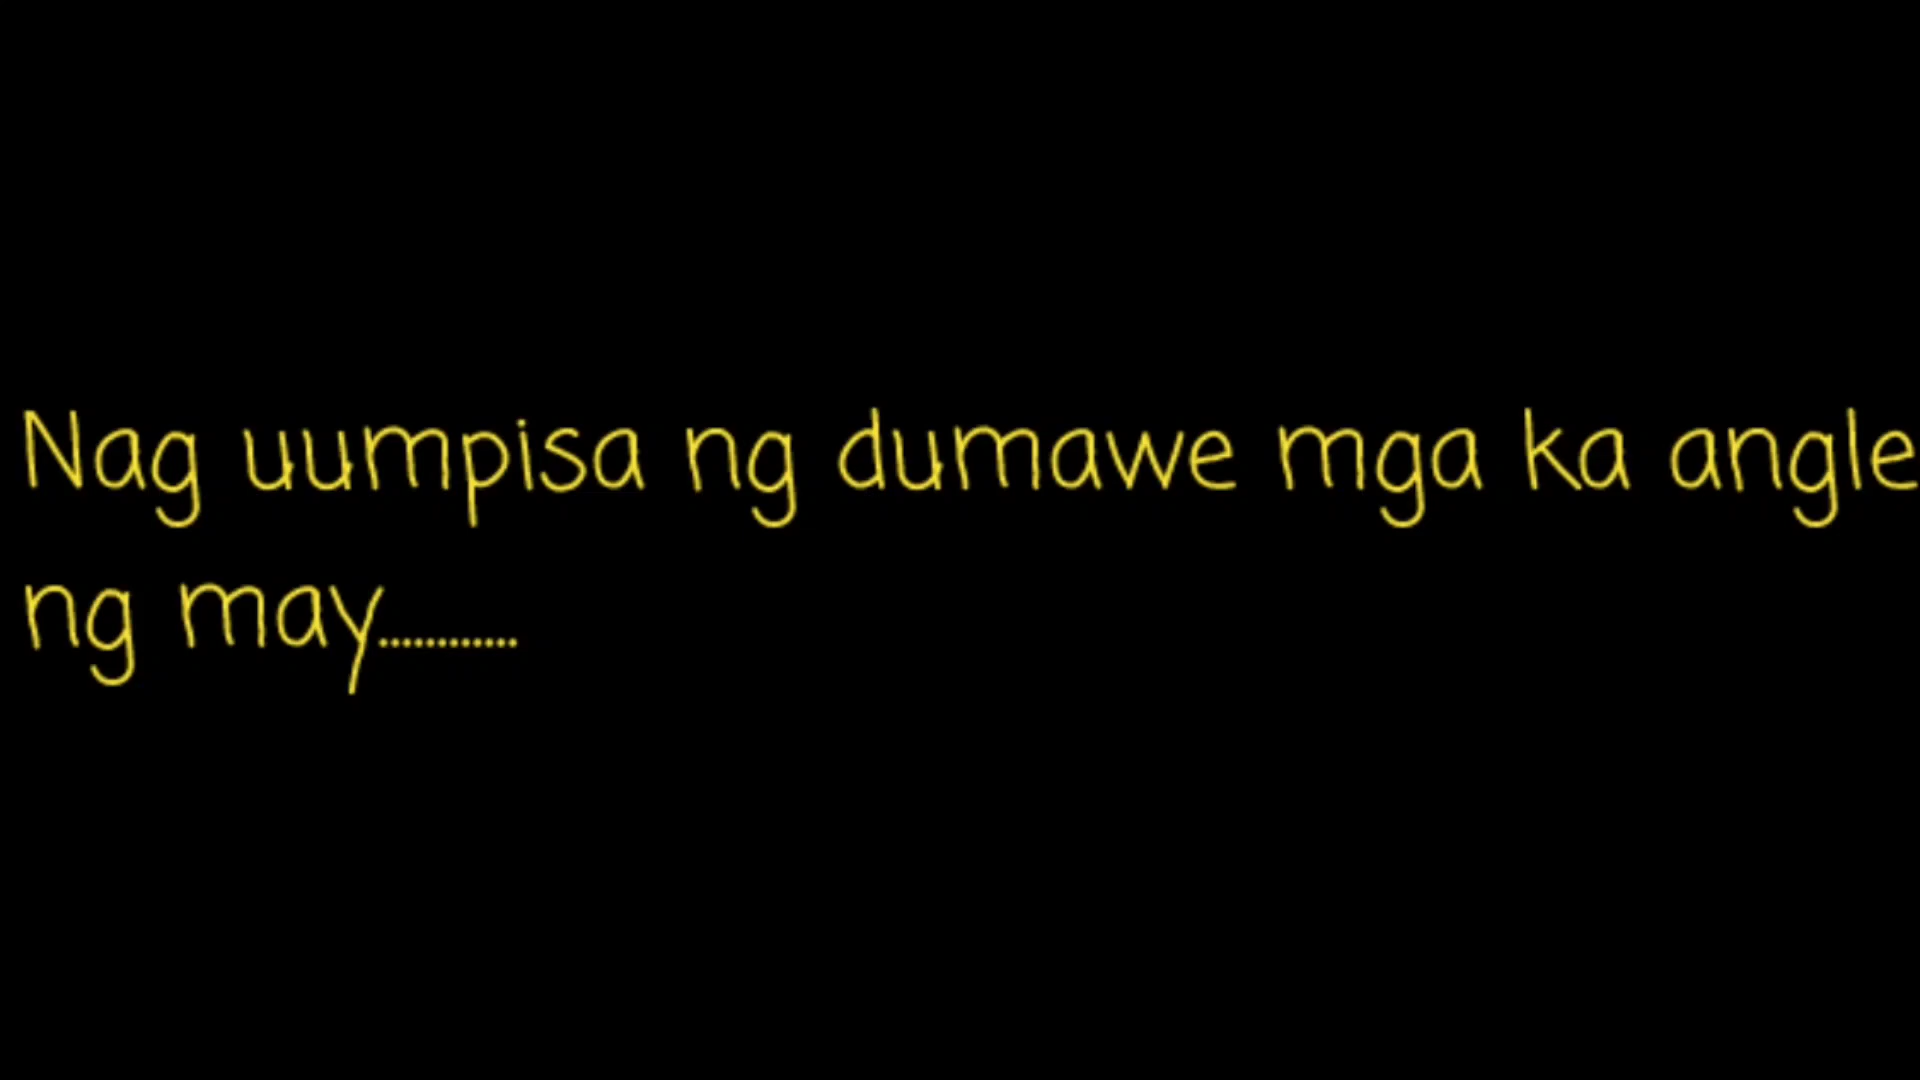 Nag uumpisa ng dumawe mga ka angle
ng may............